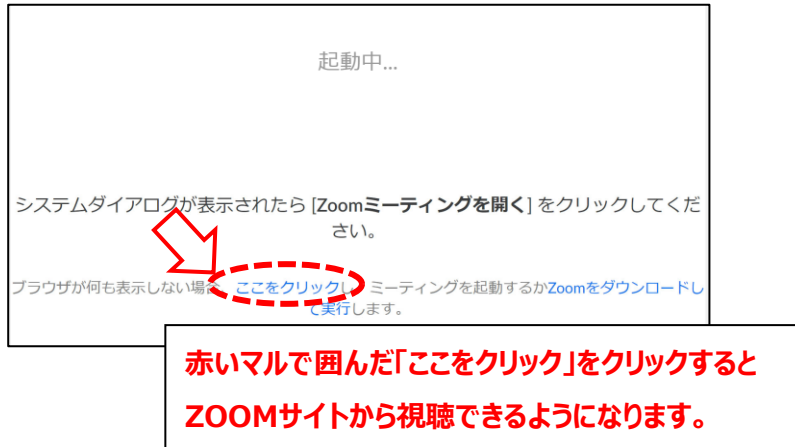 起動中...
システムダイアログが表示されたら [Zoomミーティングを開く] をクリックしてくだ
さい。
ブラウザが何も表示しない場合、ここをクリックし、ミーティングを起動するかZoomをダウンロードし
て実行します。
赤いマルで囲んだ「ここをクリック」をクリックすると
ZOOMサイトから視聴できるようになります。